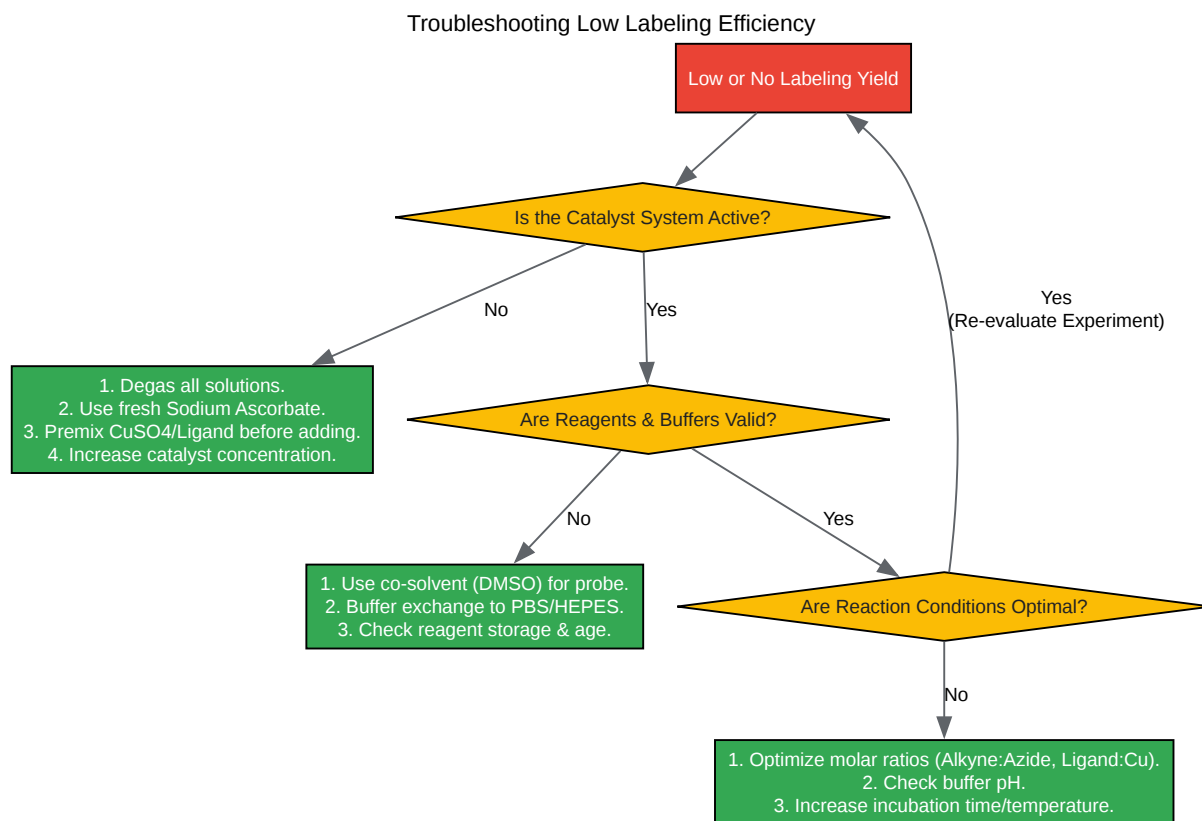 Troubleshooting Low Labeling Efficiency
Low or No Labeling Yield
Is the Catalyst System Active?
No
Yes
Yes
(Re-evaluate Experiment)
1. Degas all solutions.
2. Use fresh Sodium Ascorbate.
3. Premix CuSO4/Ligand before adding.
4. Increase catalyst concentration.
Are Reagents & Buffers Valid?
No
Yes
1. Use co-solvent (DMSO) for probe.
2. Buffer exchange to PBS/HEPES.
3. Check reagent storage & age.
Are Reaction Conditions Optimal?
No
1. Optimize molar ratios (Alkyne:Azide, Ligand:Cu).
2. Check buffer pH.
3. Increase incubation time/temperature.